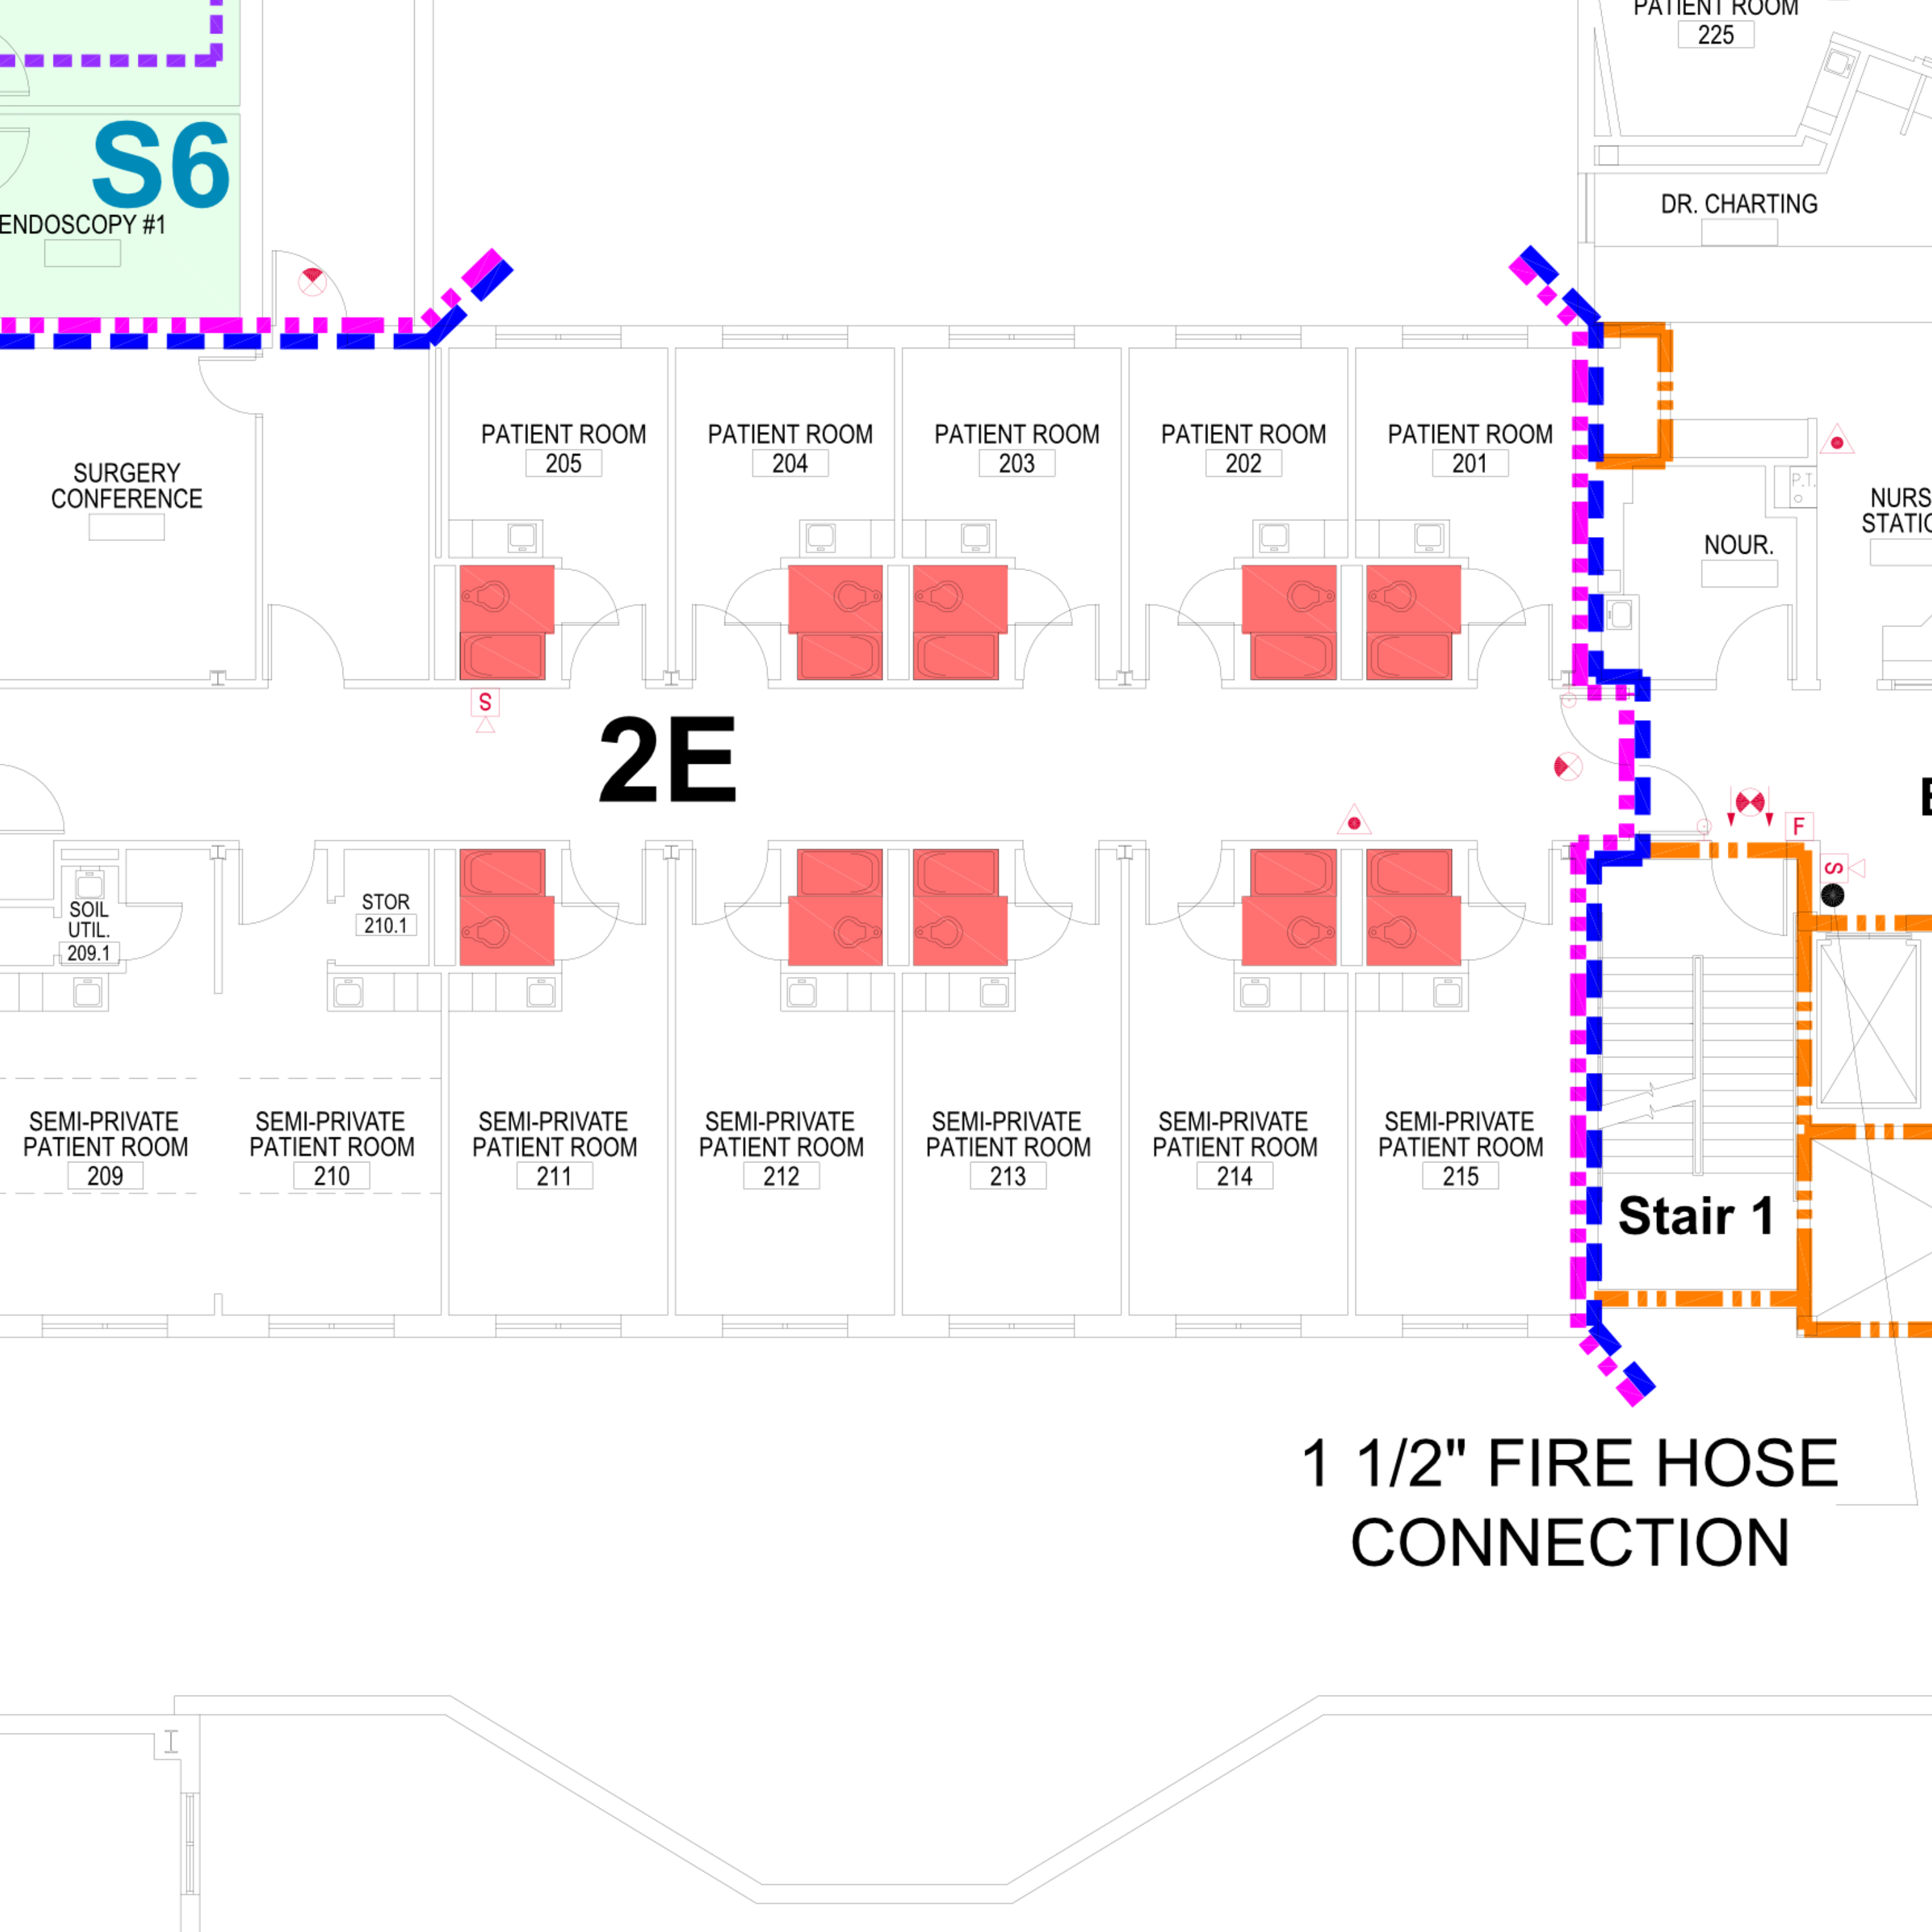 PATIENT ROOM
225
S6
ENDOSCOPY #1
DR. CHARTING
PATIENT ROOM
205
PATIENT ROOM
204
PATIENT ROOM
203
PATIENT ROOM
202
PATIENT ROOM
201
SURGERY
CONFERENCE
P.T.
NURS
STATIO
NOUR.
S
2E
F
S
SOIL
UTIL.
209.1
STOR
210.1
SEMI-PRIVATE
PATIENT ROOM
209
SEMI-PRIVATE
PATIENT ROOM
210
SEMI-PRIVATE
PATIENT ROOM
211
SEMI-PRIVATE
PATIENT ROOM
212
SEMI-PRIVATE
PATIENT ROOM
213
SEMI-PRIVATE
PATIENT ROOM
214
SEMI-PRIVATE
PATIENT ROOM
215
Stair 1
1 1/2" FIRE HOSE
CONNECTION